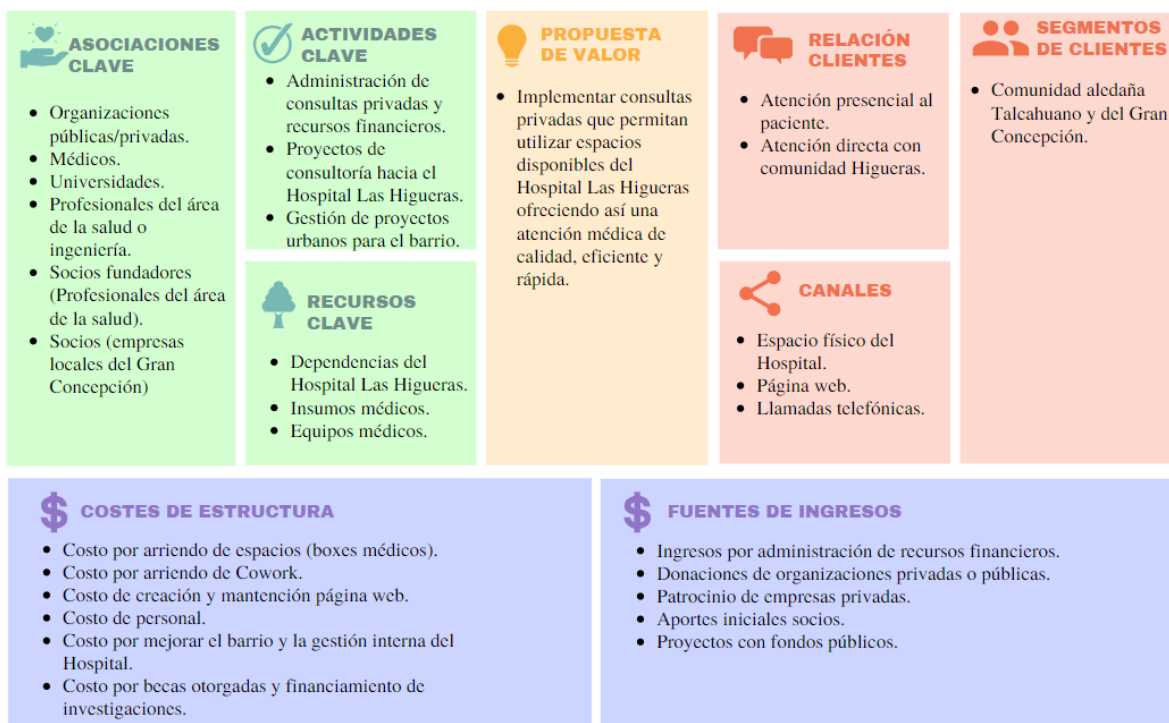 ASOCIACIONES
CLAVE
• Organizaciones
públicas/privadas.
• Médicos.
• Universidades.
• Profesionales del área
de la salud o
ingeniería.
• Socios fundadores
(Profesionales del área
de la salud).
• Socios (empresas
locales del Gran
Concepción)
ACTIVIDADES
CLAVE
• Administración de
consultas privadas y
recursos financieros.
• Proyectos de
consultoría hacia el
Hospital Las Higueras.
• Gestión de proyectos
urbanos para el barrio.
RECURSOS
CLAVE
• Dependencias del
Hospital Las Higueras.
• Insumos médicos.
• Equipos médicos.
PROPUESTA
DE VALOR
• Implementar consultas
privadas que permitan
utilizar espacios
disponibles del
Hospital Las Higueras
ofreciendo así una
atención médica de
calidad, eficiente y
rápida.
RELACIÓN
CLIENTES
• Atención presencial al
paciente.
• Atención directa con
comunidad Higueras.
CANALES
• Espacio físico del
Hospital.
• Página web.
• Llamadas telefónicas.
SEGMENTOS
DE CLIENTES
• Comunidad aledaña
Talcahuano y del Gran
Concepción.
$ COSTES DE ESTRUCTURA
• Costo por arriendo de espacios (boxes médicos).
• Costo por arriendo de Cowork.
• Costo de creación y mantención página web.
• Costo de personal.
• Costo por mejorar el barrio y la gestión interna del
Hospital.
• Costo por becas otorgadas y financiamiento de
investigaciones.
$ FUENTES DE INGRESOS
• Ingresos por administración de recursos financieros.
• Donaciones de organizaciones privadas o públicas.
• Patrocinio de empresas privadas.
• Aportes iniciales socios.
• Proyectos con fondos públicos.